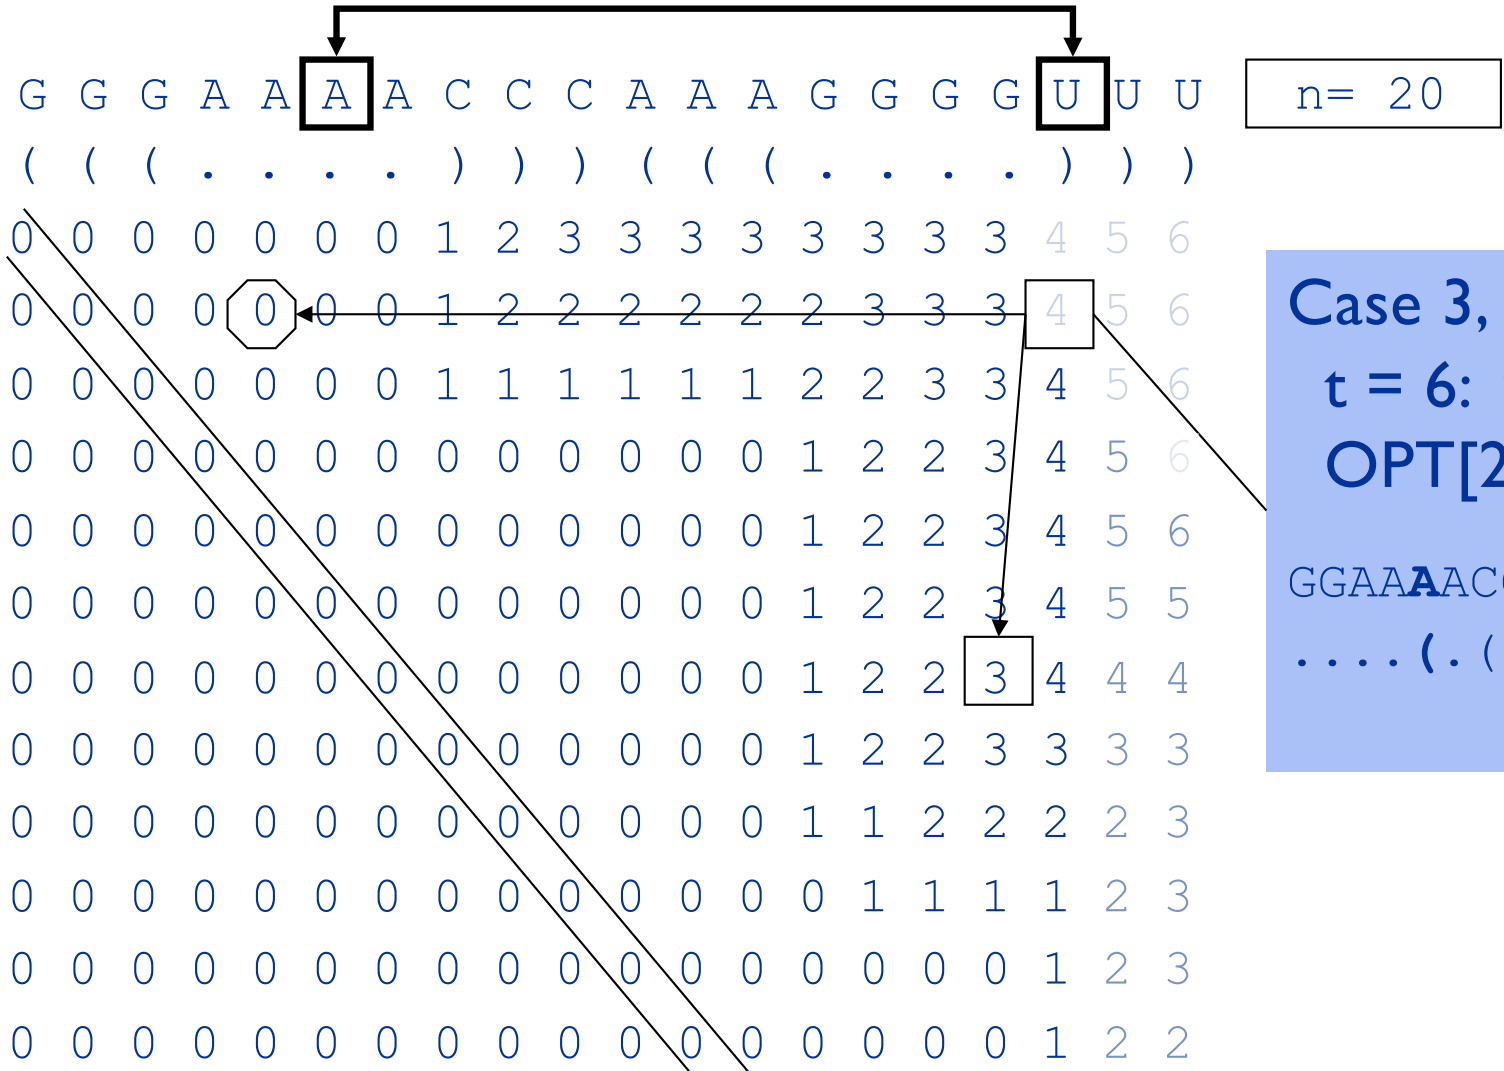 G G G A A A A C C C A A A G G G G U U U n= 20
( ( ( . . . . ) ) ) ( ( ( . . . . ) ) )
0 0 0 0 0 0 0 1 2 3 3 3 3 3 3 3 3 4 5 6
0 0 0 0 0 0 0 1 2 2 2 2 2 2 3 3 3 4 5 6
0 0 0 0 0 0 0 1 1 1 1 1 1 2 2 3 3 4 5 6
0 0 0 0 0 0 0 0 0 0 0 0 0 1 2 2 3 4 5 6
0 0 0 0 0 0 0 0 0 0 0 0 0 1 2 2 3 4 5 6
0 0 0 0 0 0 0 0 0 0 0 0 0 1 2 2 3 4 5 5
0 0 0 0 0 0 0 0 0 0 0 0 0 1 2 2 3 4 4 4
0 0 0 0 0 0 0 0 0 0 0 0 0 1 2 2 3 3 3 3
0 0 0 0 0 0 0 0 0 0 0 0 0 1 1 2 2 2 2 3
0 0 0 0 0 0 0 0 0 0 0 0 0 0 1 1 1 1 2 3
0 0 0 0 0 0 0 0 0 0 0 0 0 0 0 0 0 1 2 3
0 0 0 0 0 0 0 0 0 0 0 0 0 0 0 0 0 1 2 2
Case 3,
t = 6:
OPT[2
GGAAAAC
. . . . ( . (